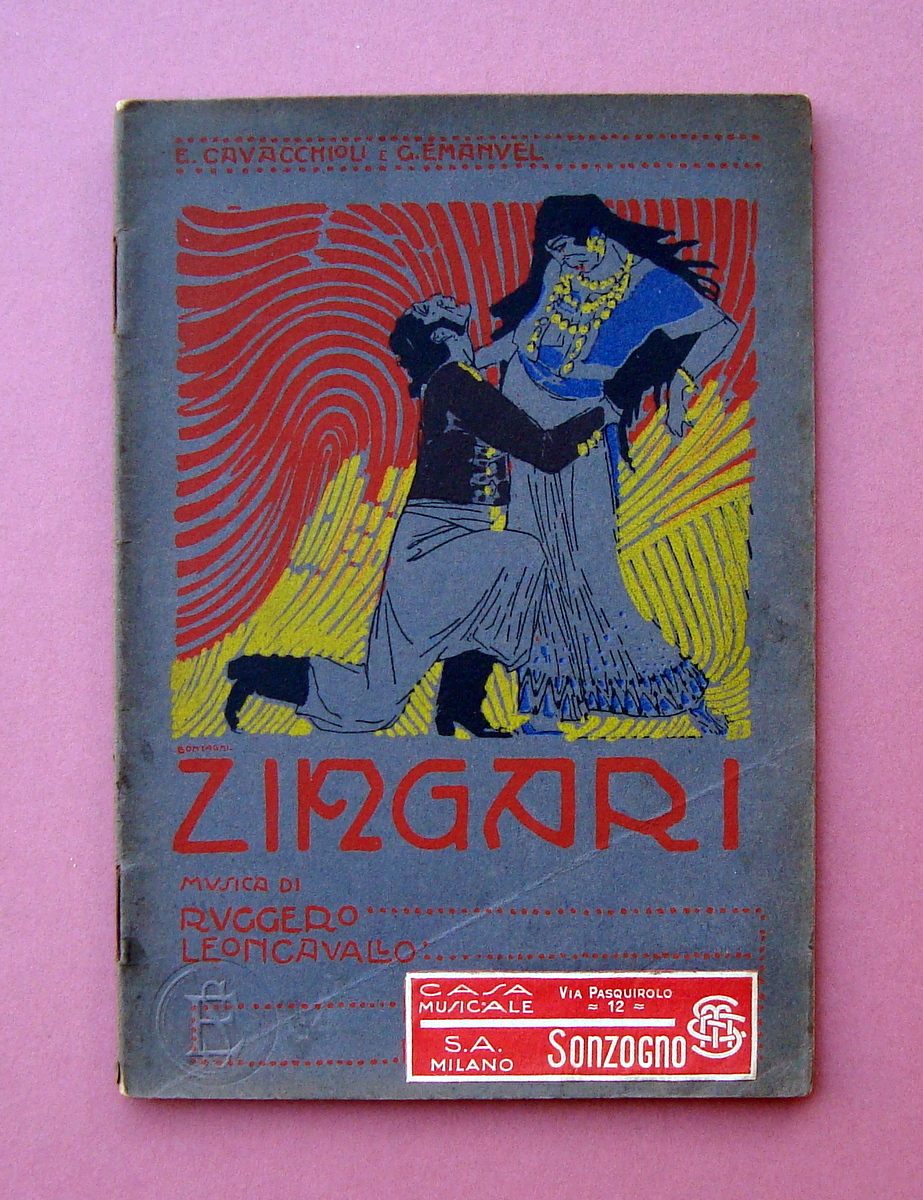 E. CAVACCHIOLI E G. EMANVEL
BONTAGNI.
ZINGARI
MVSICA DI
RVGGERO
LEONCAVALLO
CASA
MUSICALE
VIA PASQUIROLO
≈ 12 ≈
S.A.
MILANO
SONZOGNO